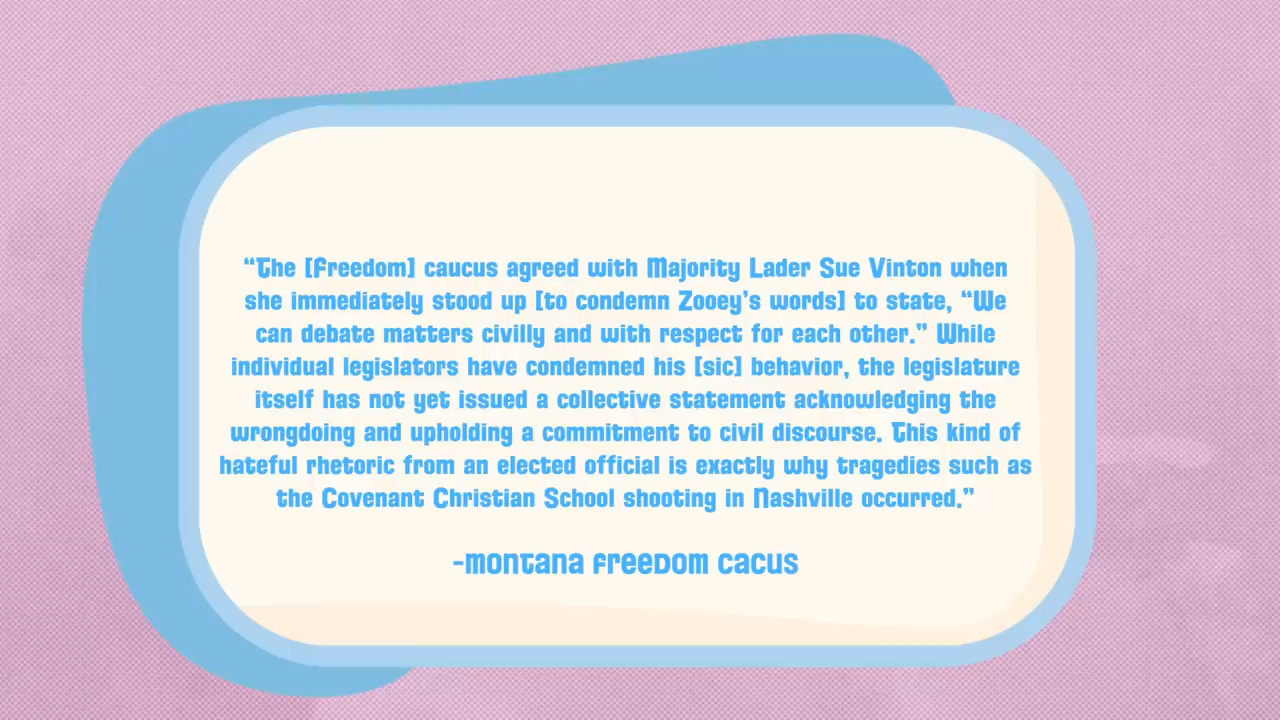 “The [Freedom] caucus agreed with Majority Lader Sue Vinton when
she immediately stood up [to condemn Zooey’s words] to state, “We
can debate matters civilly and with respect for each other.” While
individual legislators have condemned his [sic] behavior, the legislature
itself has not yet issued a collective statement acknowledging the
wrongdoing and upholding a commitment to civil discourse. This kind of
hateful rhetoric from an elected official is exactly why tragedies such as
the Covenant Christian School shooting in Nashville occurred.”
-Montana Freedom Cacus